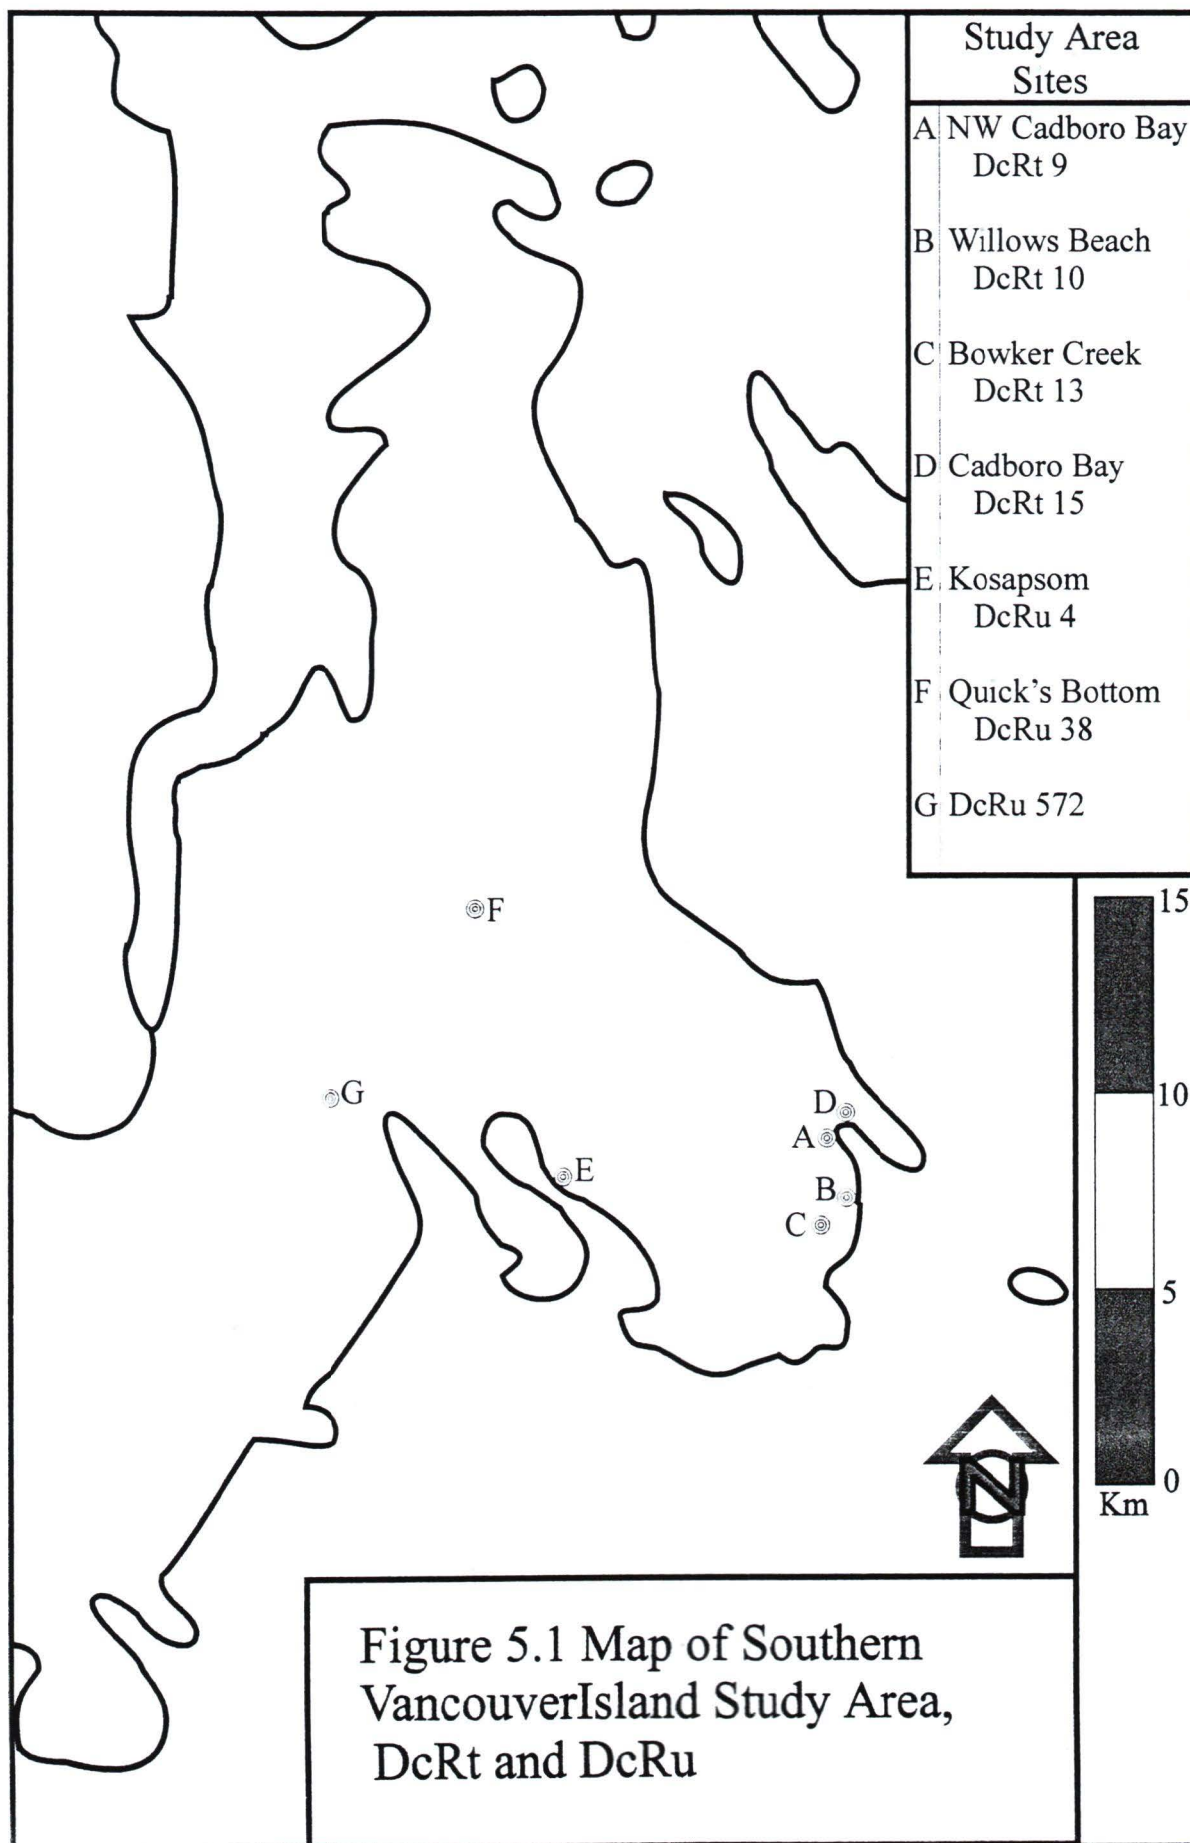 Study Area
Sites
A NW Cadboro Bay
DcRt 9
B Willows Beach
DcRt 10
C Bowker Creek
DcRt 13
D Cadboro Bay
DcRt 15
E Kosapsom
DcRu 4
F Quick's Bottom
DcRu 38
G DcRu 572
F
G
D
A
E
B
C
15
10
5
0
Km
N
Figure 5.1 Map of Southern
VancouverIsland Study Area,
DcRt and DcRu